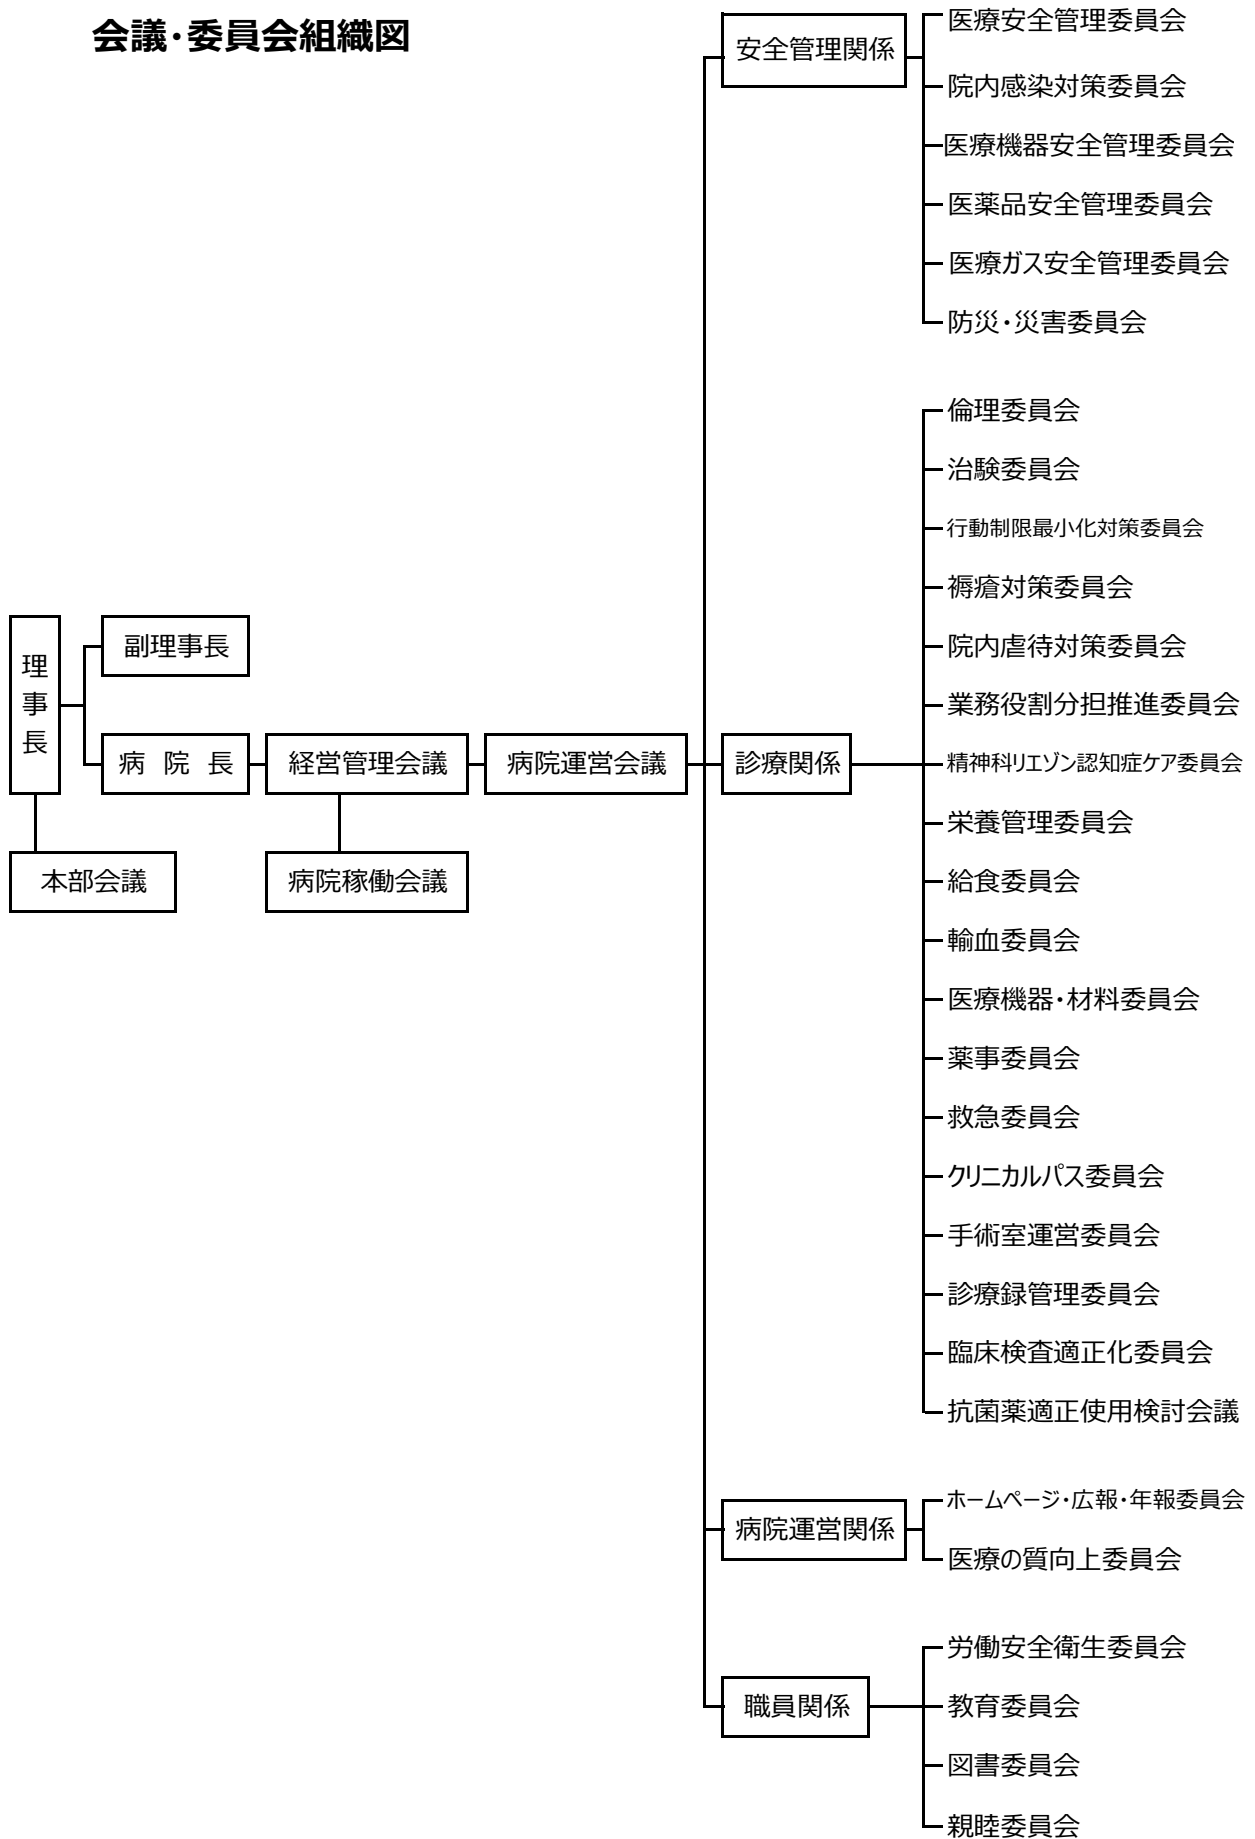 会議・委員会組織図
理事長
副理事長
病院長
本部会議
経営管理会議
病院稼働会議
病院運営会議
安全管理関係
医療安全管理委員会
院内感染対策委員会
医療機器安全管理委員会
医薬品安全管理委員会
医療ガス安全管理委員会
防災・災害委員会
診療関係
倫理委員会
治験委員会
行動制限最小化対策委員会
褥瘡対策委員会
院内虐待対策委員会
業務役割分担推進委員会
精神科リエゾン認知症ケア委員会
栄養管理委員会
給食委員会
輸血委員会
医療機器・材料委員会
薬事委員会
救急委員会
クリニカルパス委員会
手術室運営委員会
診療録管理委員会
臨床検査適正化委員会
抗菌薬適正使用検討会議
病院運営関係
ホームページ・広報・年報委員会
医療の質向上委員会
職員関係
労働安全衛生委員会
教育委員会
図書委員会
親睦委員会